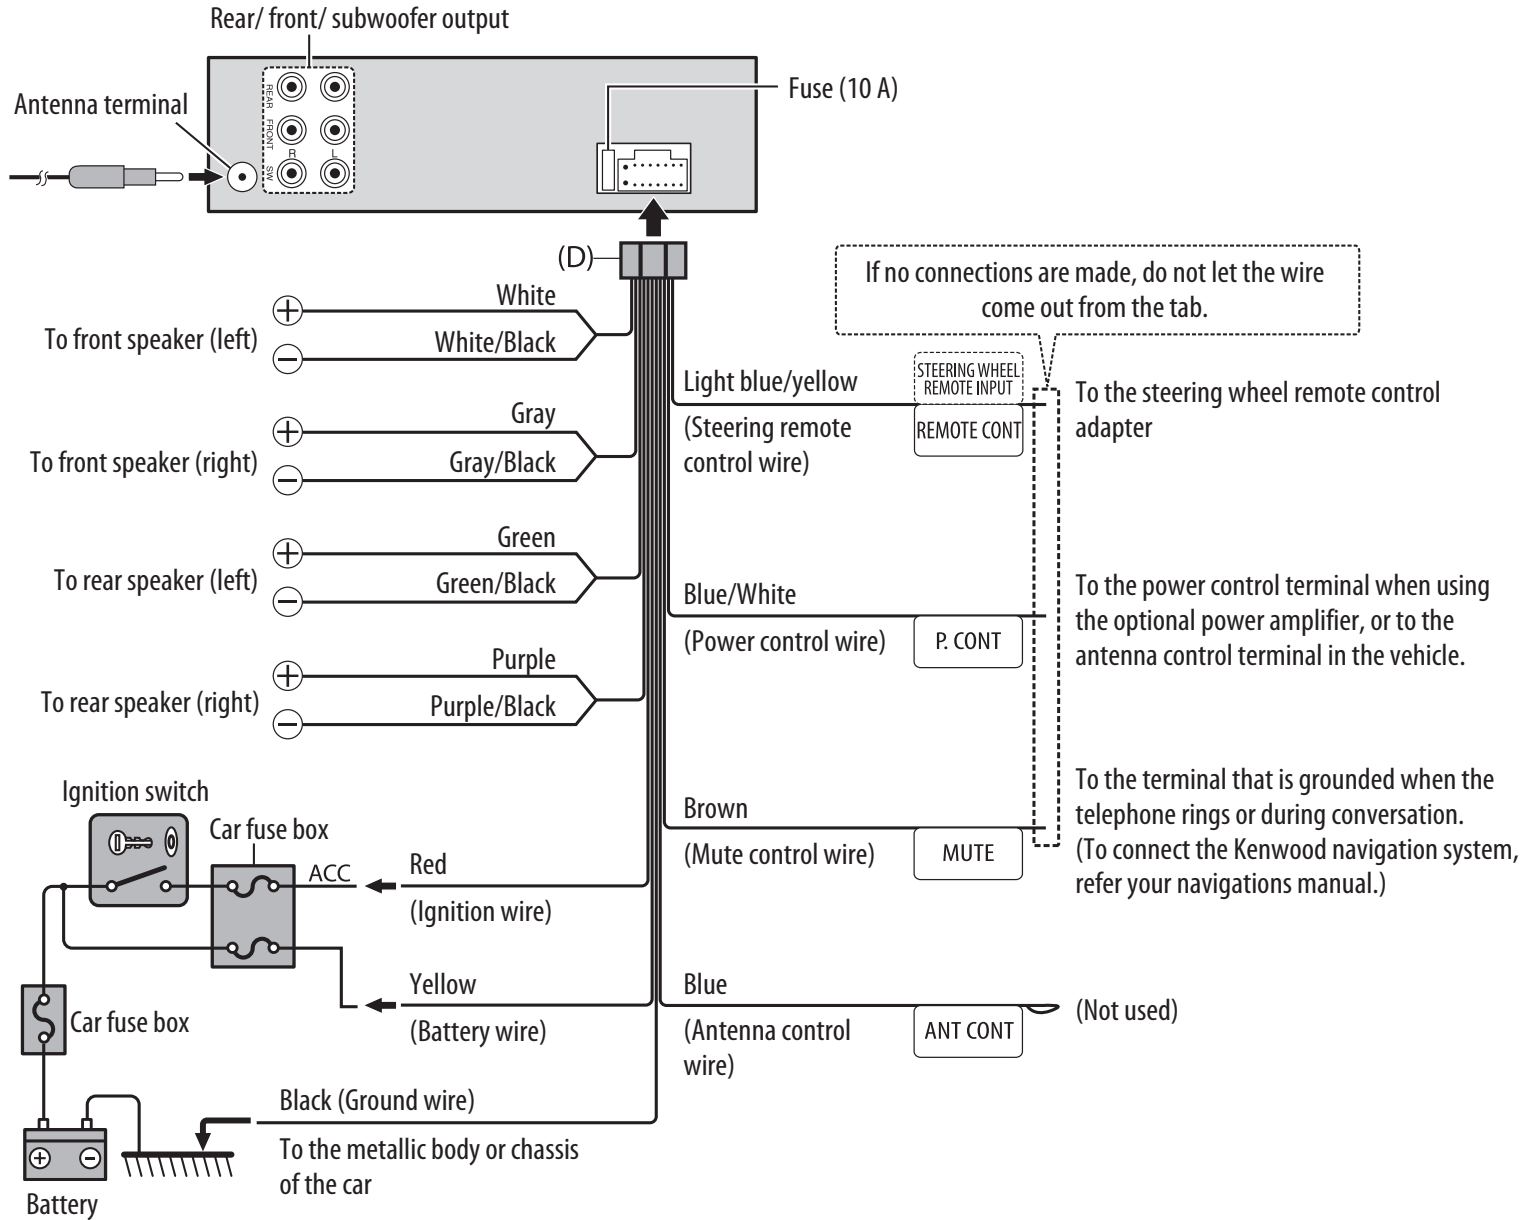 Rear/ front/ subwoofer output
Antenna terminal
REAR
FRONT
SW
R
L
Fuse (10 A)
(D)
If no connections are made, do not let the wire
come out from the tab.
To front speaker (left)
White
White/Black
To front speaker (right)
Gray
Gray/Black
To rear speaker (left)
Green
Green/Black
To rear speaker (right)
Purple
Purple/Black
Light blue/yellow
(Steering remote
control wire)
STEERING WHEEL
REMOTE INPUT
REMOTE CONT
To the steering wheel remote control
adapter
Blue/White
(Power control wire)
P. CONT
To the power control terminal when using
the optional power amplifier, or to the
antenna control terminal in the vehicle.
Brown
(Mute control wire)
MUTE
To the terminal that is grounded when the
telephone rings or during conversation.
(To connect the Kenwood navigation system,
refer your navigations manual.)
Blue
(Antenna control
wire)
ANT CONT
(Not used)
Ignition switch
Car fuse box
ACC
Red
(Ignition wire)
Yellow
(Battery wire)
Car fuse box
Black (Ground wire)
To the metallic body or chassis
of the car
Battery